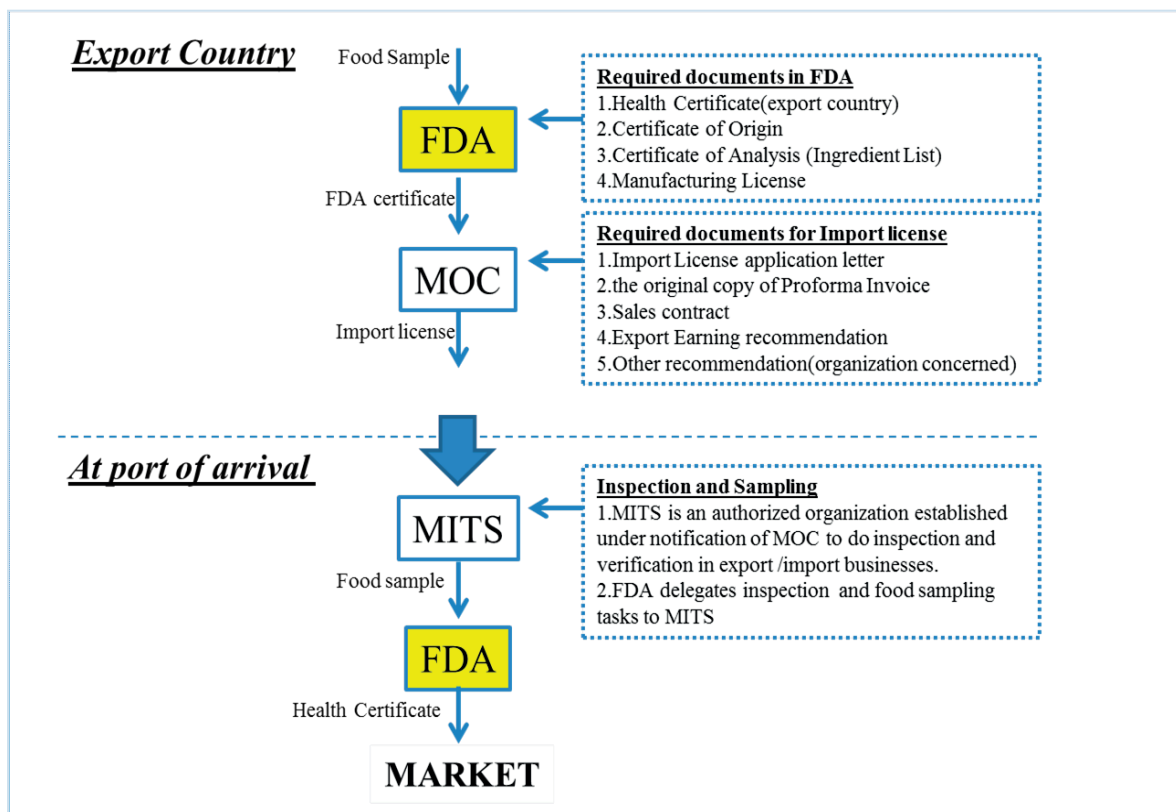 Export Country
Food Sample
FDA
Required documents in FDA
1.Health Certificate(export country)
2.Certificate of Origin
3.Certificate of Analysis (Ingredient List)
4.Manufacturing License
FDA certificate
MOC
Required documents for Import license
1.Import License application letter
2.the original copy of Proforma Invoice
3.Sales contract
4.Export Earning recommendation
5.Other recommendation(organization concerned)
Import license
At port of arrival
MITS
Inspection and Sampling
1.MITS is an authorized organization established
under notification of MOC to do inspection and
verification in export /import businesses.
2.FDA delegates inspection and food sampling
tasks to MITS
Food sample
FDA
Health Certificate
MARKET